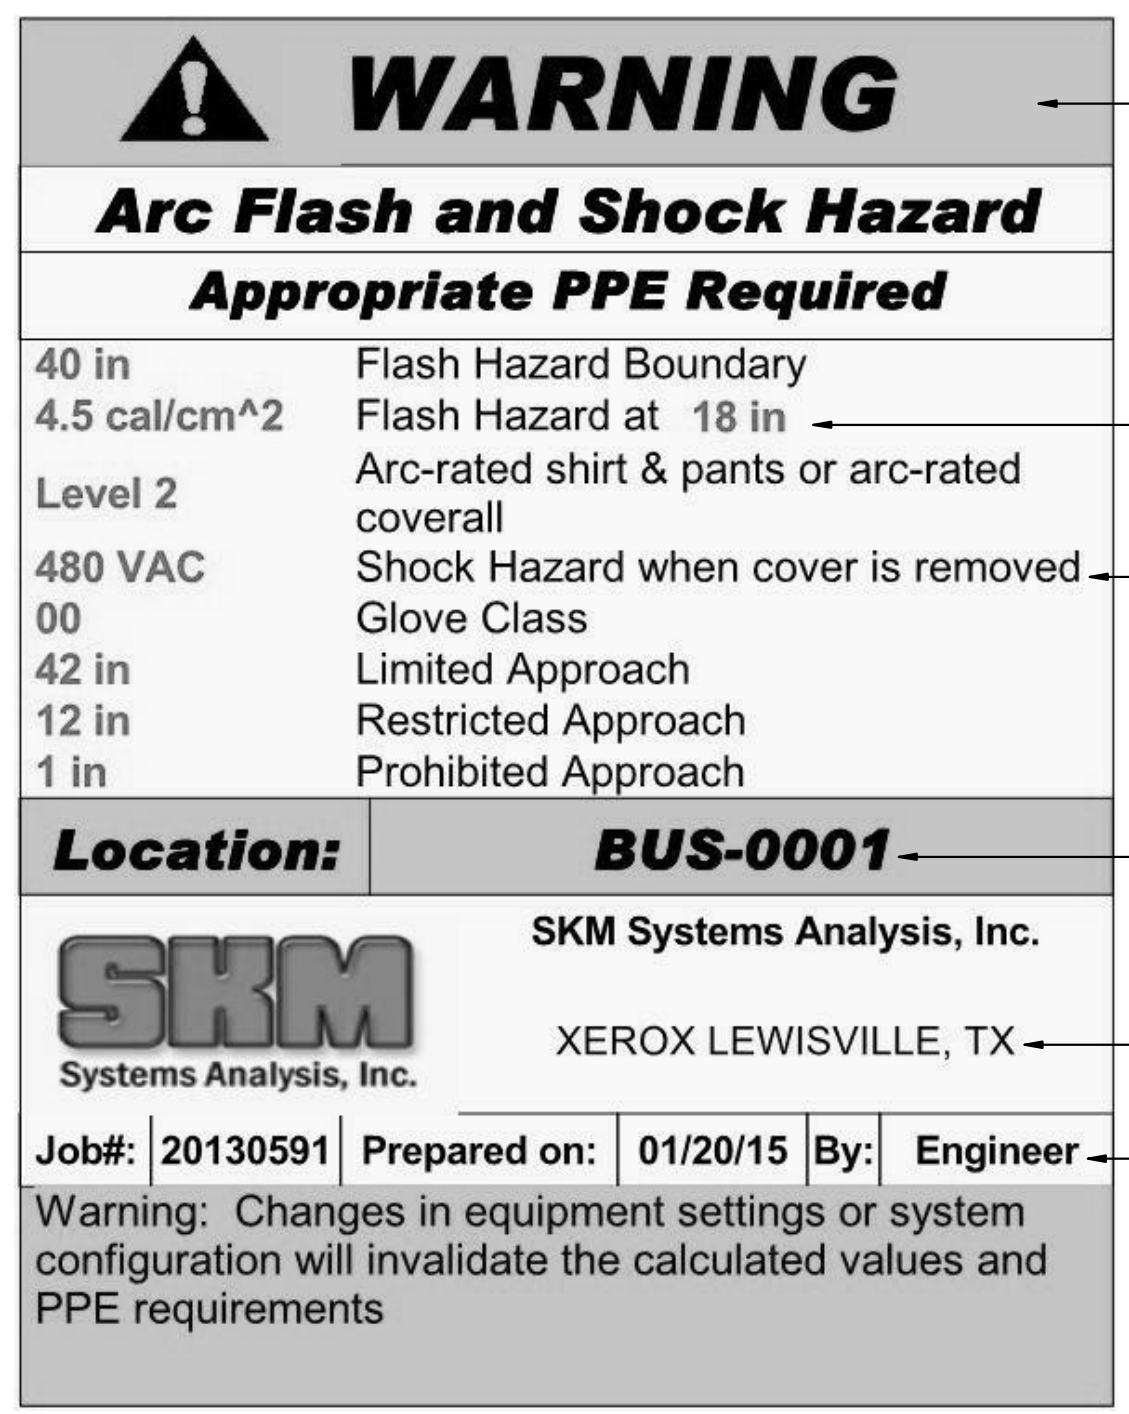 WARNING
Arc Flash and Shock Hazard
Appropriate PPE Required
40 in Flash Hazard Boundary
4.5 cal/cm^2 Flash Hazard at 18 in
Level 2 Arc-rated shirt & pants or arc-rated
coverall
480 VAC Shock Hazard when cover is removed
00 Glove Class
42 in Limited Approach
12 in Restricted Approach
1 in Prohibited Approach
Location: BUS-0001
SKM
Systems Analysis, Inc.
SKM Systems Analysis, Inc.
XEROX LEWISVILLE, TX
Job#: 20130591 Prepared on: 01/20/15 By: Engineer
Warning: Changes in equipment settings or system
configuration will invalidate the calculated values and
PPE requirements